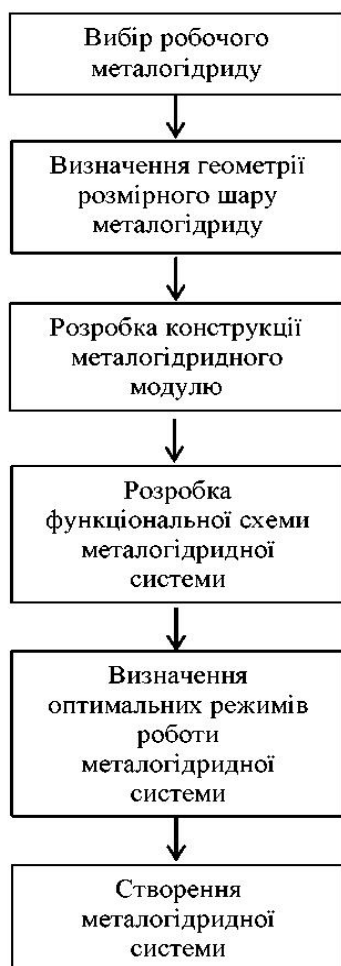 Вибір робочого
металогідриду
Визначення геометрії
розмірного шару
металогідриду
Розробка конструкції
металогідридного
модулю
Розробка
функціональної схеми
металогідридної
системи
Визначення
оптимальних режимів
роботи
металогідридної
системи
Створення
металогідридної
системи